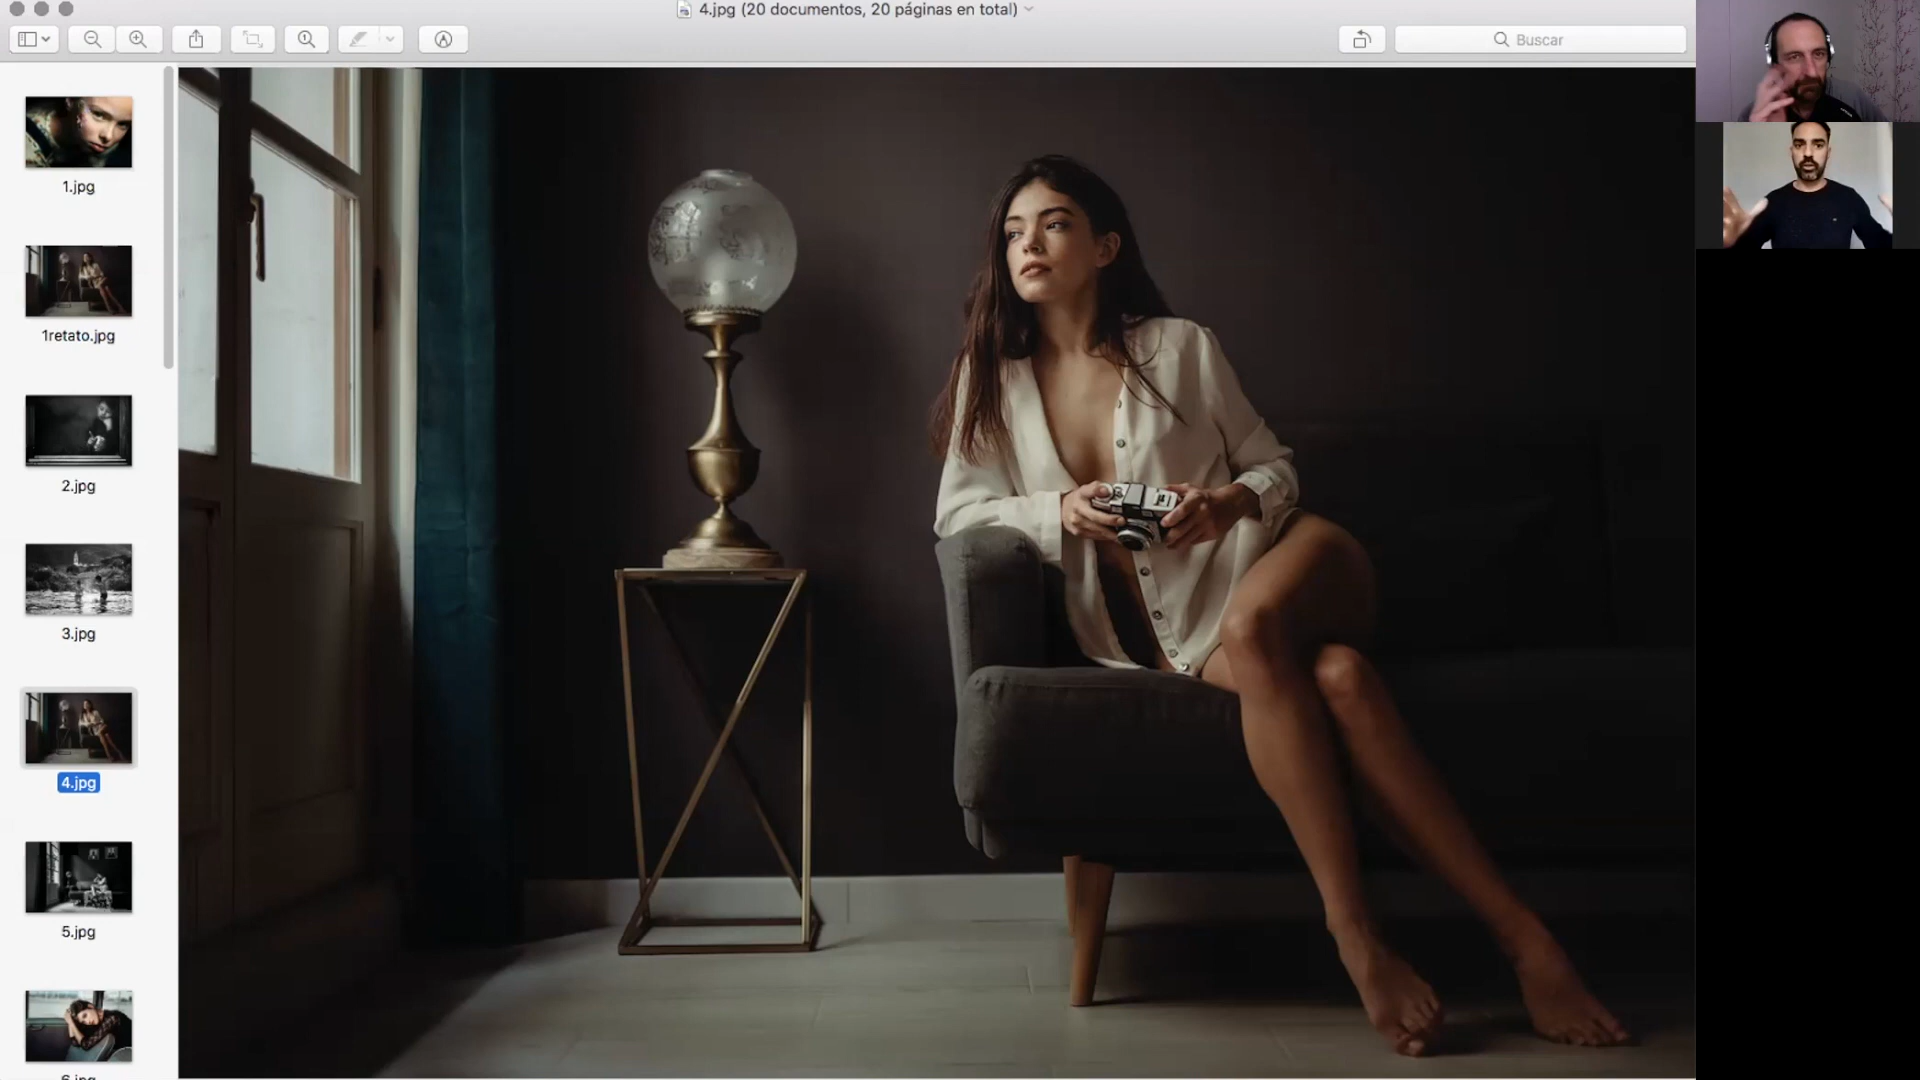 4.jpg (20 documentos, 20 páginas en total)
Buscar
1.jpg
1retato.jpg
2.jpg
3.jpg
4.jpg
5.jpg